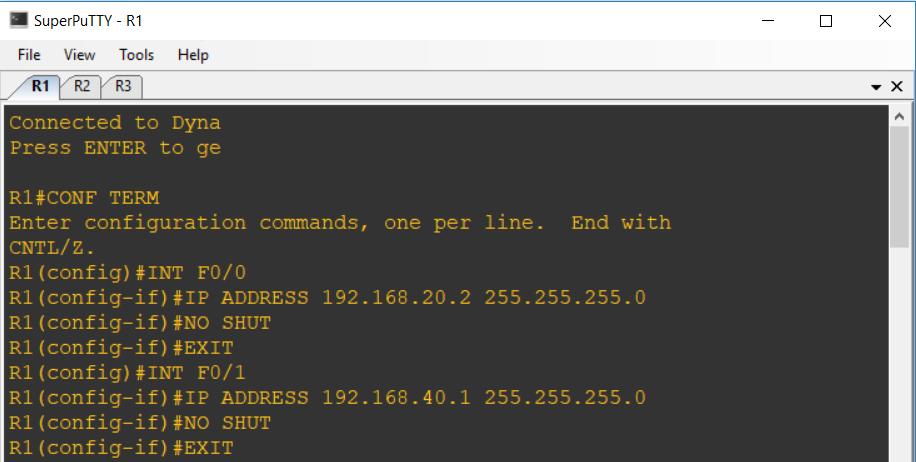 SuperPuTTY - R1
File View Tools Help
R1 R2 R3
Connected to Dyna
Press ENTER to ge
R1#CONF TERM
Enter configuration commands, one per line.  End with
CNTL/Z.
R1(config)#INT F0/0
R1(config-if)#IP ADDRESS 192.168.20.2 255.255.255.0
R1(config-if)#NO SHUT
R1(config-if)#EXIT
R1(config)#INT F0/1
R1(config-if)#IP ADDRESS 192.168.40.1 255.255.255.0
R1(config-if)#NO SHUT
R1(config-if)#EXIT